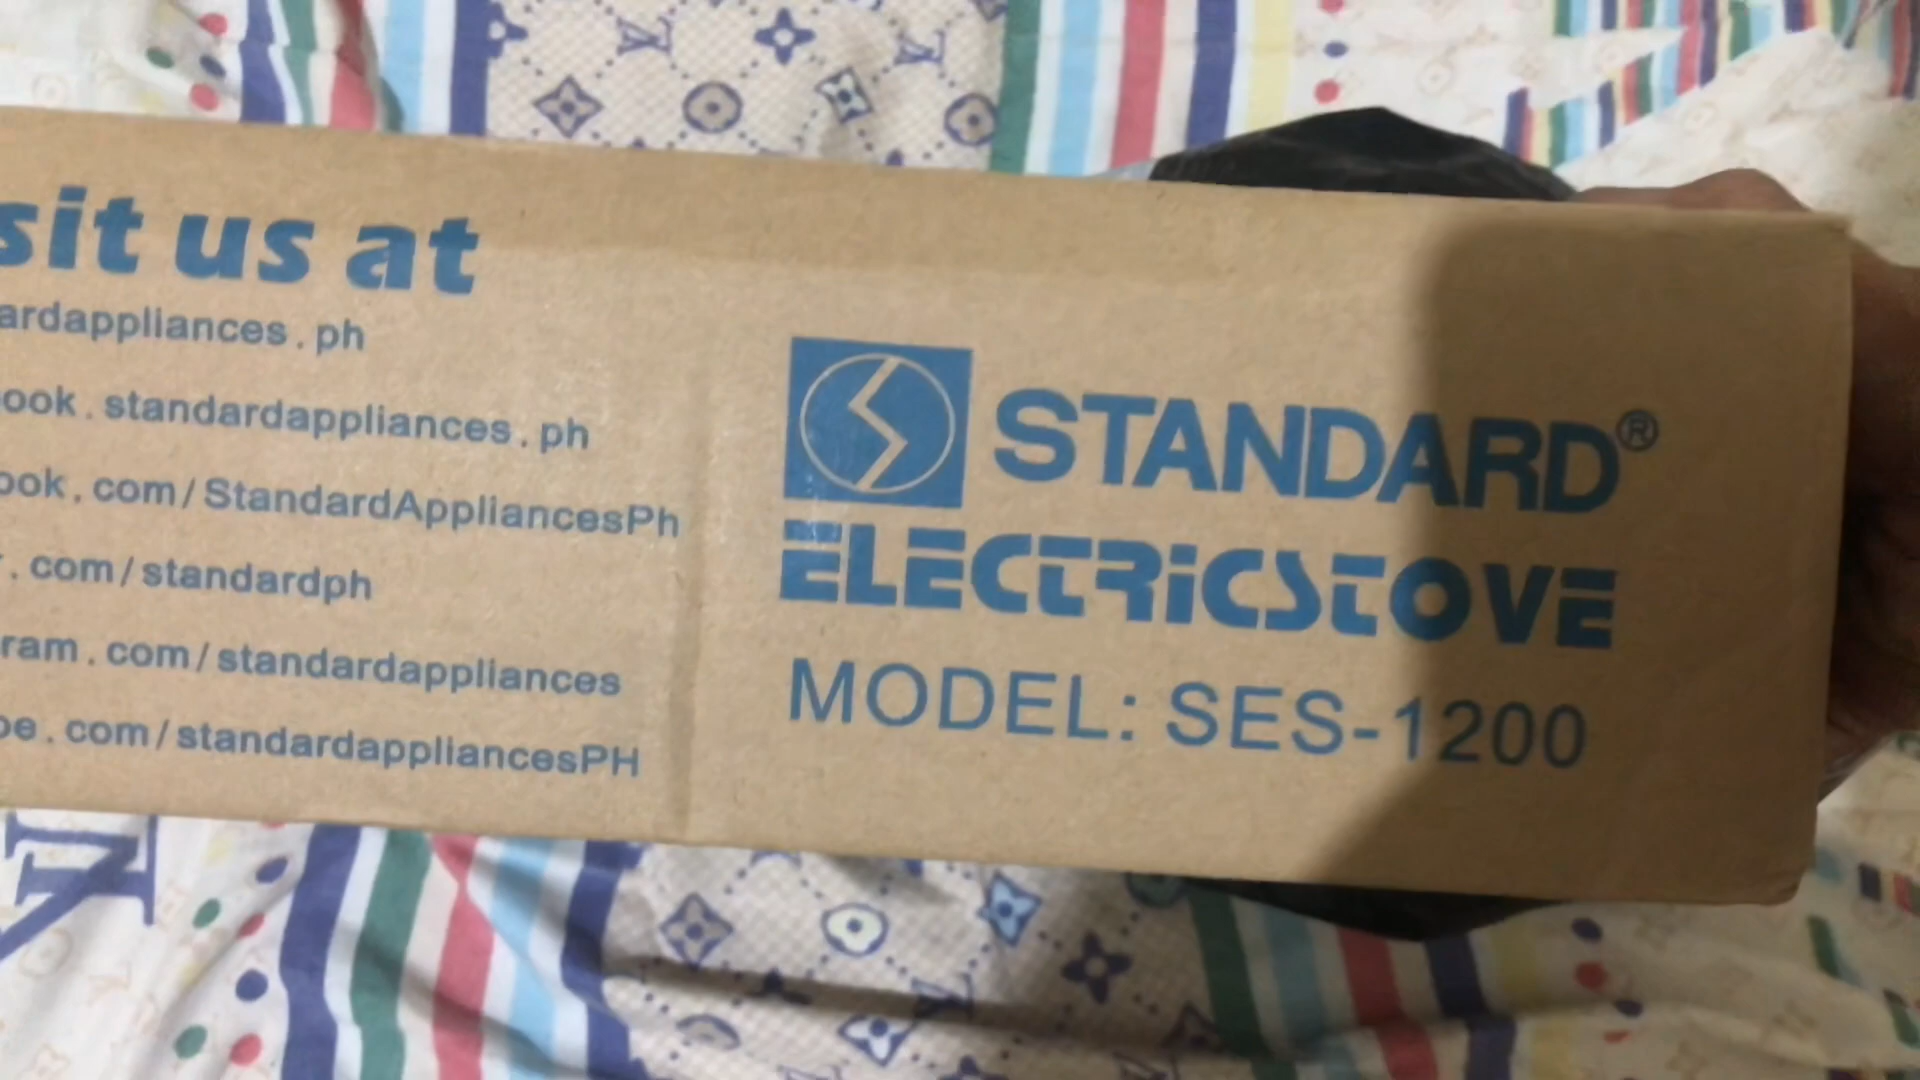 us at
ardappliances.ph
ook.standardappliances.ph
ook.com/StandardAppliancesPh
.com/standardph
ram.com/standardappliances
be.com/standardappliancesPH
STANDARD®
ELECTRICSTOVE
MODEL: SES-1200